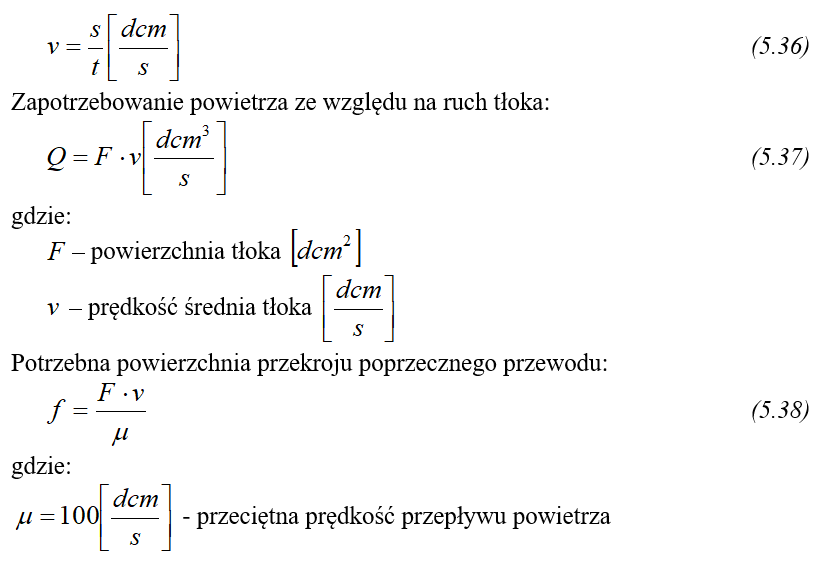 v = s/t [dcm/s] (5.36)
Zapotrzebowanie powietrza ze względu na ruch tłoka:
Q = F · v [dcm³/s] (5.37)
gdzie:
F – powierzchnia tłoka [dcm²]
v – prędkość średnia tłoka [dcm/s]
Potrzebna powierzchnia przekroju poprzecznego przewodu:
f = F · v/μ (5.38)
gdzie:
μ = 100 [dcm/s] - przeciętna prędkość przepływu powietrza